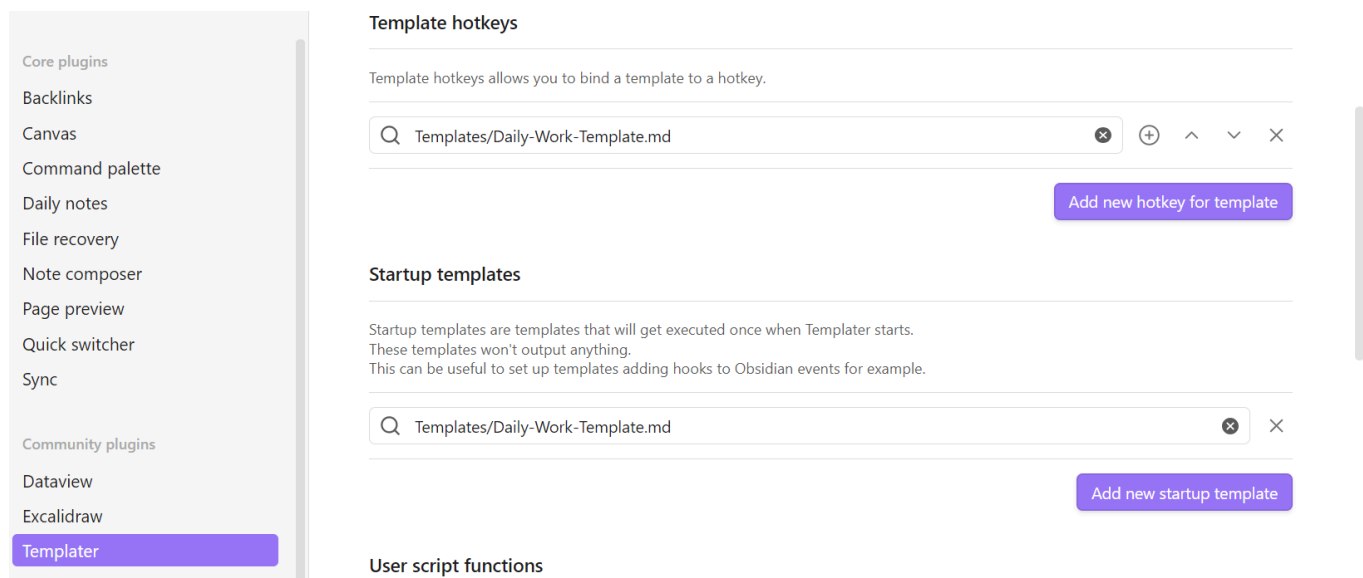 Core plugins
Backlinks
Canvas
Command palette
Daily notes
File recovery
Note composer
Page preview
Quick switcher
Sync
Community plugins
Dataview
Excalidraw
Templater
Template hotkeys
Template hotkeys allows you to bind a template to a hotkey.
Templates/Daily-Work-Template.md
Add new hotkey for template
Startup templates
Startup templates are templates that will get executed once when Templater starts.
These templates won't output anything.
This can be useful to set up templates adding hooks to Obsidian events for example.
Templates/Daily-Work-Template.md
Add new startup template
User script functions